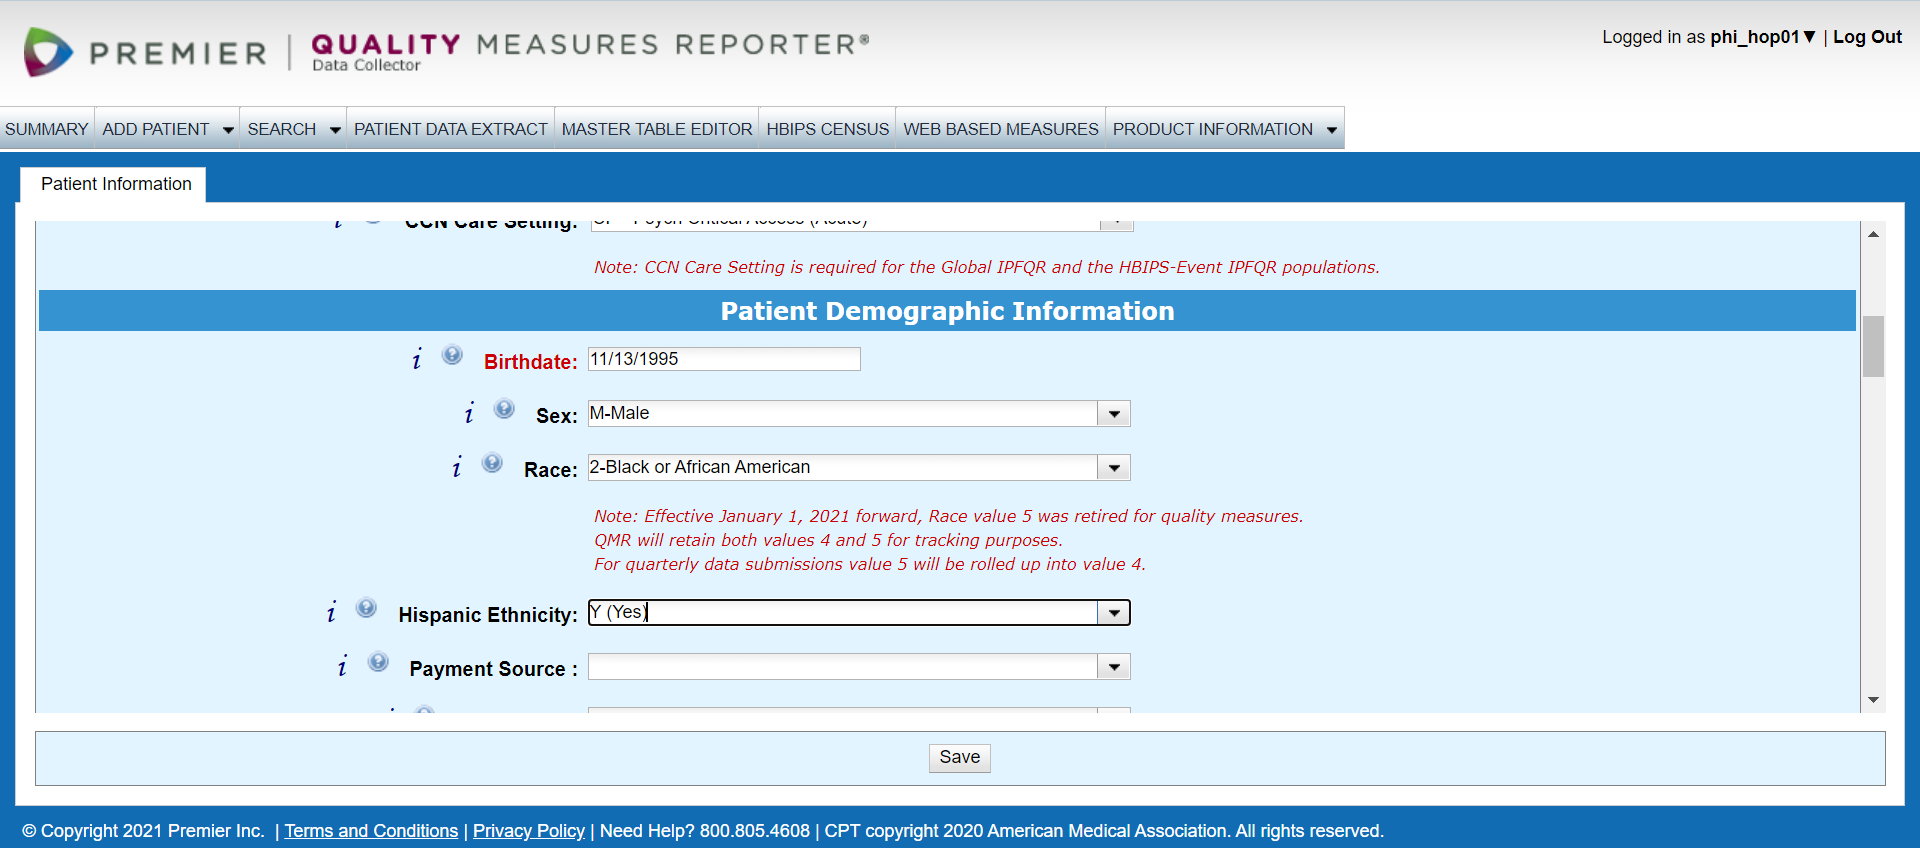 PREMIER | QUALITY MEASURES REPORTER®
Data Collector
Logged in as phi_hop01▼ | Log Out
SUMMARY ADD PATIENT SEARCH PATIENT DATA EXTRACT MASTER TABLE EDITOR HBIPS CENSUS WEB BASED MEASURES PRODUCT INFORMATION
Patient Information
CCN Care Setting: Psych Critical Access (Acute)
Note: CCN Care Setting is required for the Global IPFQR and the HBIPS-Event IPFQR populations.
Patient Demographic Information
i ? Birthdate: 11/13/1995
i ? Sex: M-Male
i ? Race: 2-Black or African American
Note: Effective January 1, 2021 forward, Race value 5 was retired for quality measures.
QMR will retain both values 4 and 5 for tracking purposes.
For quarterly data submissions value 5 will be rolled up into value 4.
i ? Hispanic Ethnicity: Y (Yes)
i ? Payment Source :
Save
© Copyright 2021 Premier Inc. | Terms and Conditions | Privacy Policy | Need Help? 800.805.4608 | CPT copyright 2020 American Medical Association. All rights reserved.